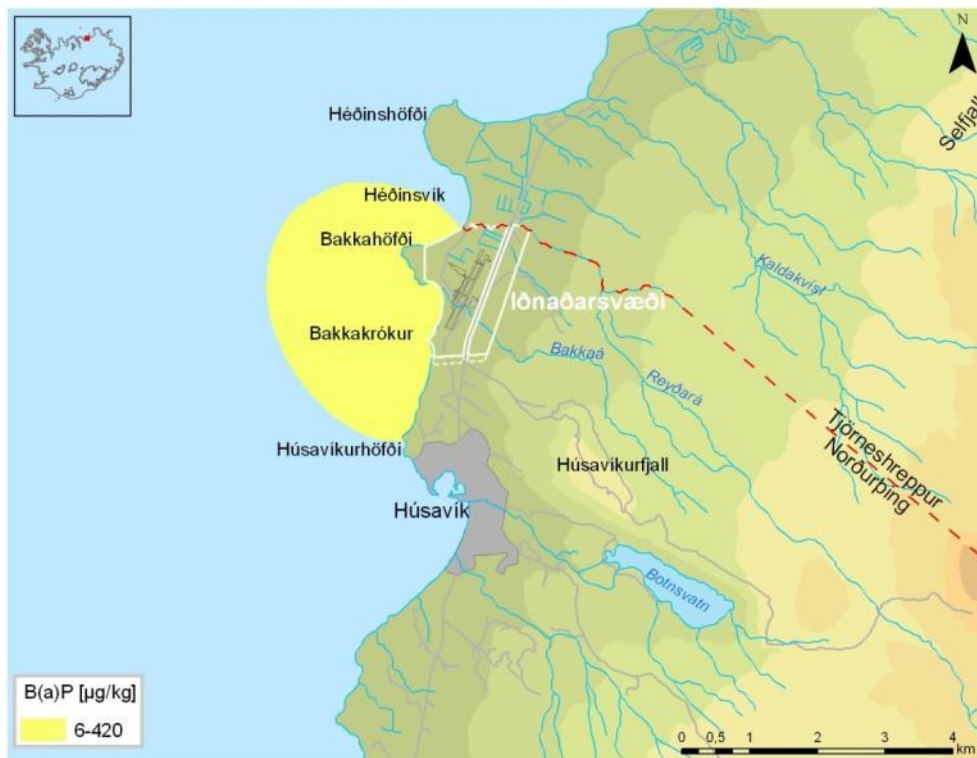 N
Selfjall
Héðinshöfði
Héðinsvík
Bakkahöfði
Kaldakvísl
Iðnaðarsvæði
Bakkakrókur
Bakkaá
Reyðará
Tjörneshreppur
Norðurþing
Húsavíkurhöfði
Húsavíkurfjall
Húsavík
Botnsvatn
B(a)P [µg/kg]
6-420
0 0,5 1 2 3 4
km